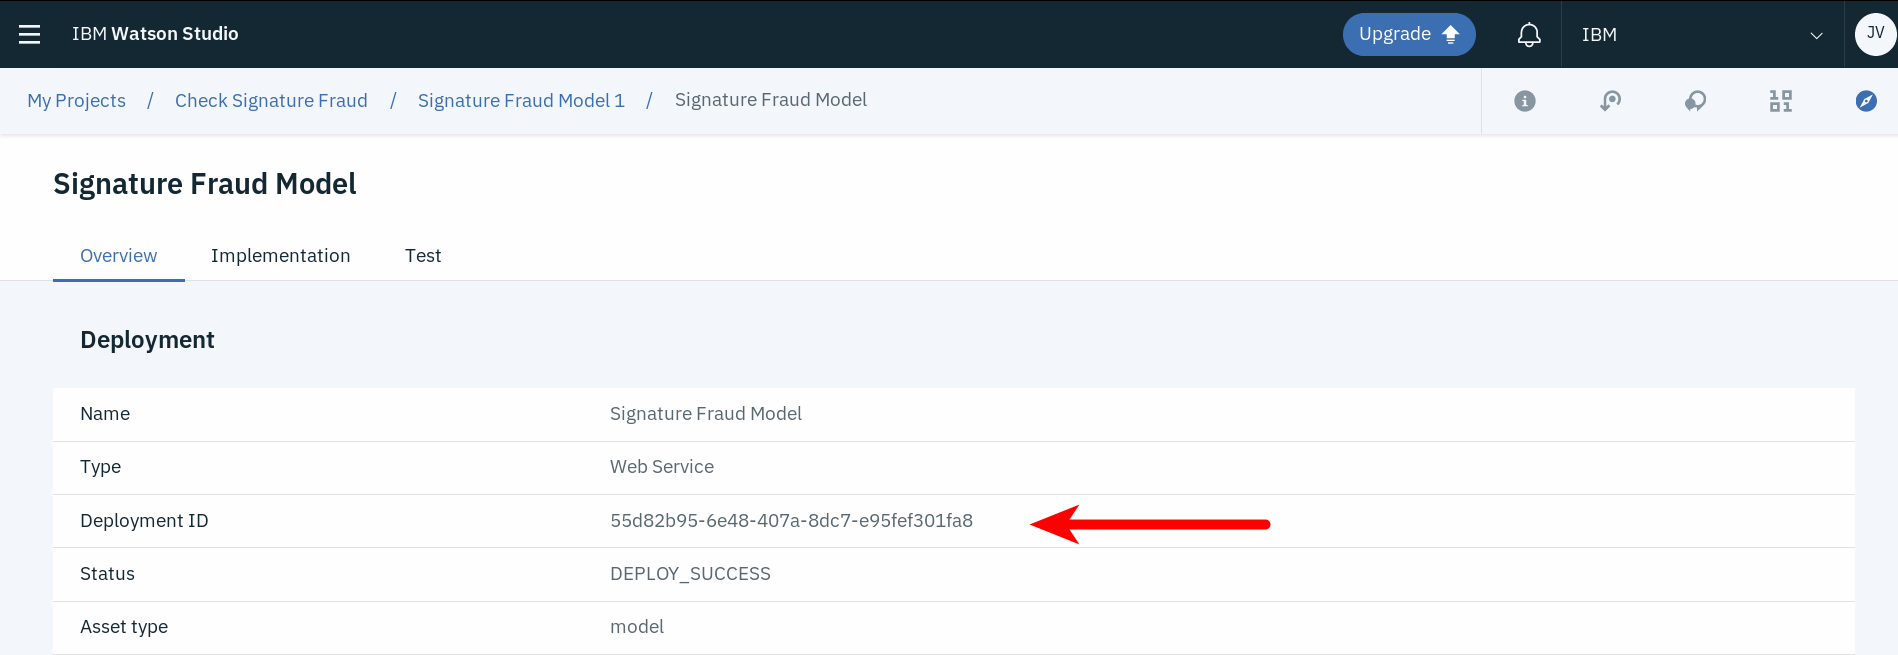 IBM Watson Studio Upgrade IBM JV
My Projects / Check Signature Fraud / Signature Fraud Model 1 / Signature Fraud Model
Signature Fraud Model
Overview Implementation Test
Deployment
Name Signature Fraud Model
Type Web Service
Deployment ID 55d82b95-6e48-407a-8dc7-e95fef301fa8
Status DEPLOY_SUCCESS
Asset type model